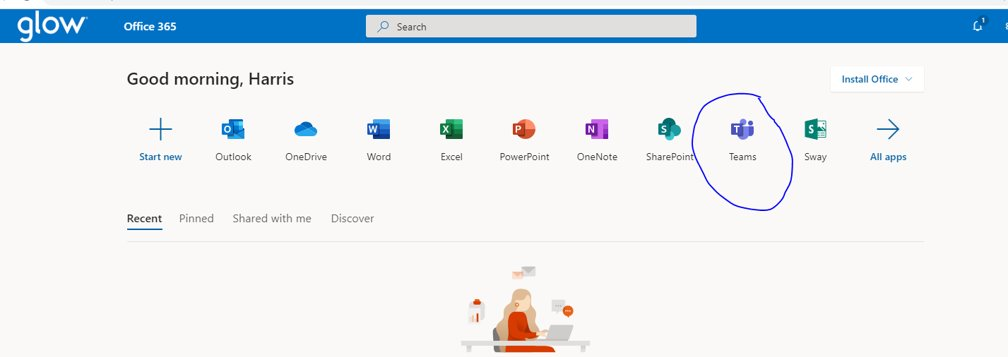 glow Office 365 Search 1
Good morning, Harris Install Office
Start new Outlook OneDrive Word Excel PowerPoint OneNote SharePoint Teams Sway All apps
Recent Pinned Shared with me Discover